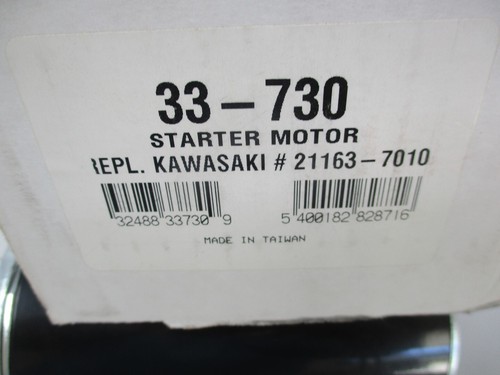 33-730
STARTER MOTOR
REPL. KAWASAKI # 21163-7010
32488 33730 9 5 400182 828716
MADE IN TAIWAN